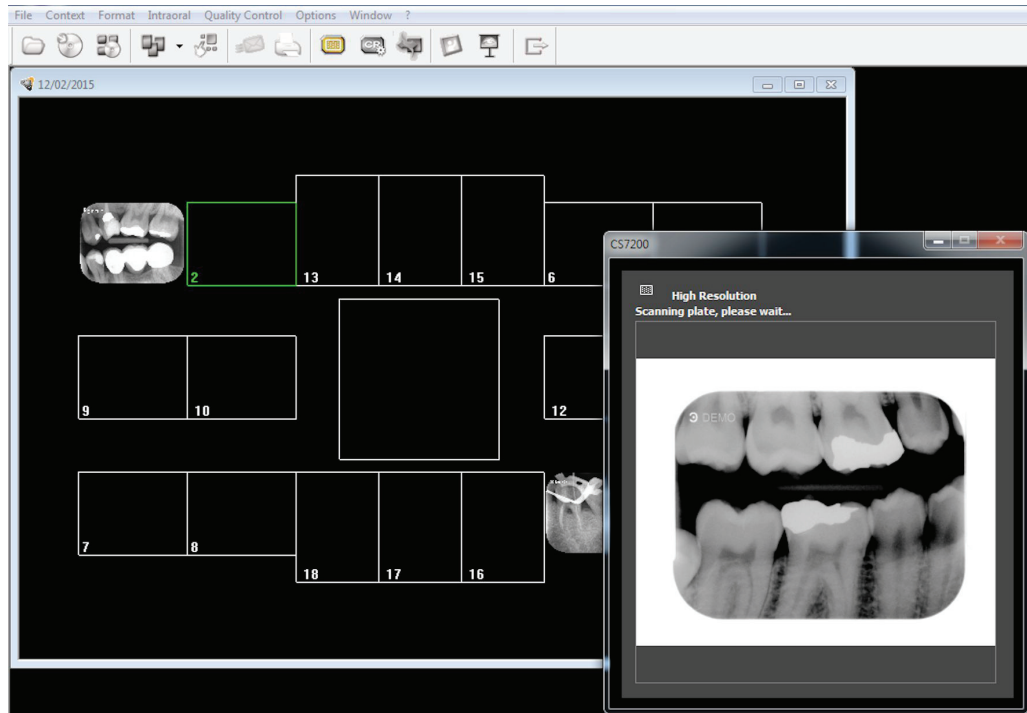 File Context Format Intraoral Quality Control Options Window ?
12/02/2015
2 13 14 15 6
CS7200
High Resolution
Scanning plate, please wait...
DEMO
9 10 12
7 8
18 17 16